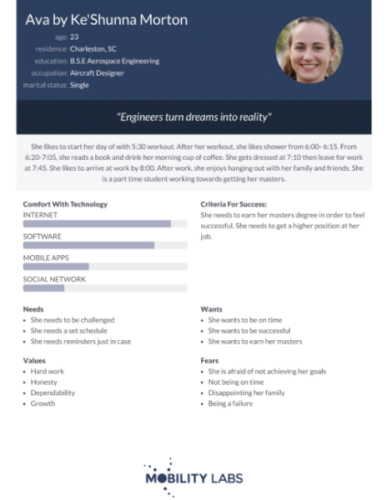 Ava by Ke'Shunna Morton
age: 23
residence: Charleston, SC
education: B.S.E Aerospace Engineering
occupation: Aircraft Designer
marital status: Single
"Engineers turn dreams into reality"
She likes to start her day of with 5:30 workout. After her workout, she likes shower from 6:00- 6:15. From
6:20-7:05, she reads a book and drink her morning cup of coffee. She gets dressed at 7:10 then leave for work
at 7:45. She likes to arrive at work by 8:00. After work, she enjoys hanging out with her family and friends. She
is a part time student working towards getting her masters.
Comfort With Technology
INTERNET
SOFTWARE
MOBILE APPS
SOCIAL NETWORK
Criteria For Success:
She needs to earn her masters degree in order to feel
successful. She needs to get a higher position at her
job.
Needs
• She needs to be challenged
• She needs a set schedule
• She needs reminders just in case
Wants
• She wants to be on time
• She wants to be successful
• She wants to earn her masters
Values
• Hard work
• Honesty
• Dependability
• Growth
Fears
• She is afraid of not achieving her goals
• Not being on time
• Disappointing her family
• Being a failure
MOBILITY LABS